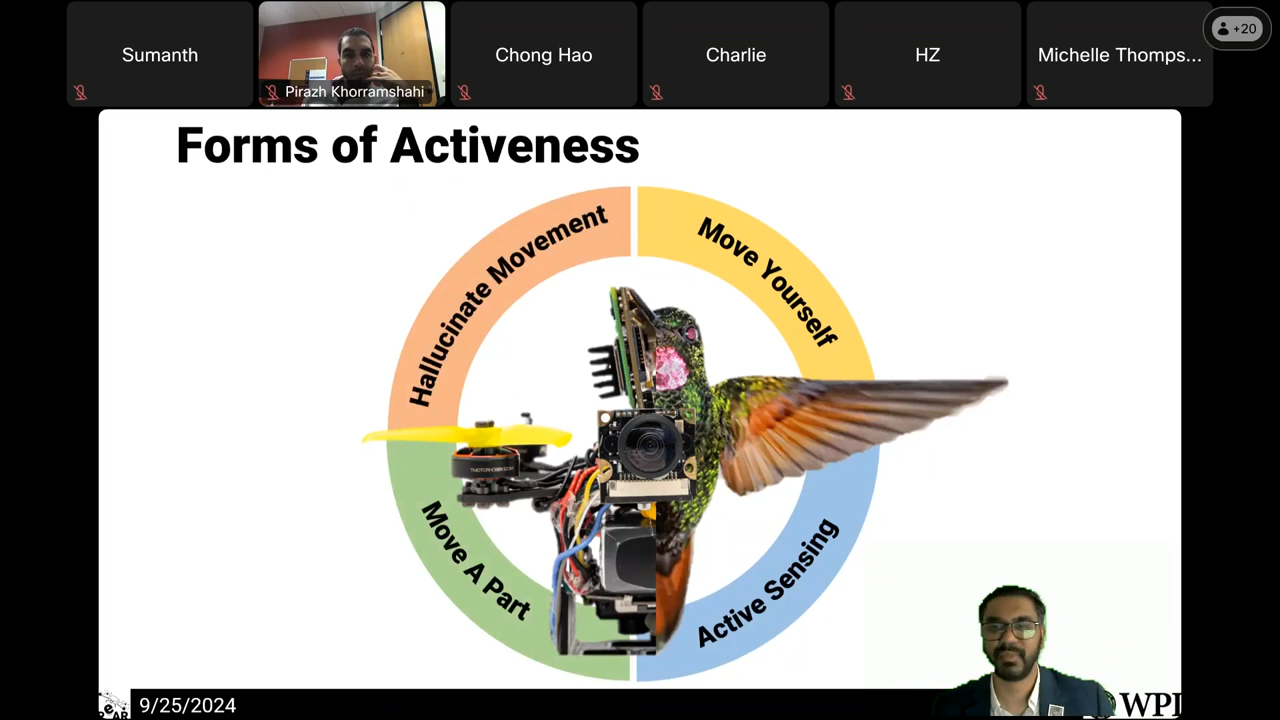 Sumanth
Pirazh Khorramshahi
Chong Hao
Charlie
HZ
Michelle Thomps...
+20
Forms of Activeness
Hallucinate Movement
Move Yourself
Move A Part
Active Sensing
9/25/2024
WPI